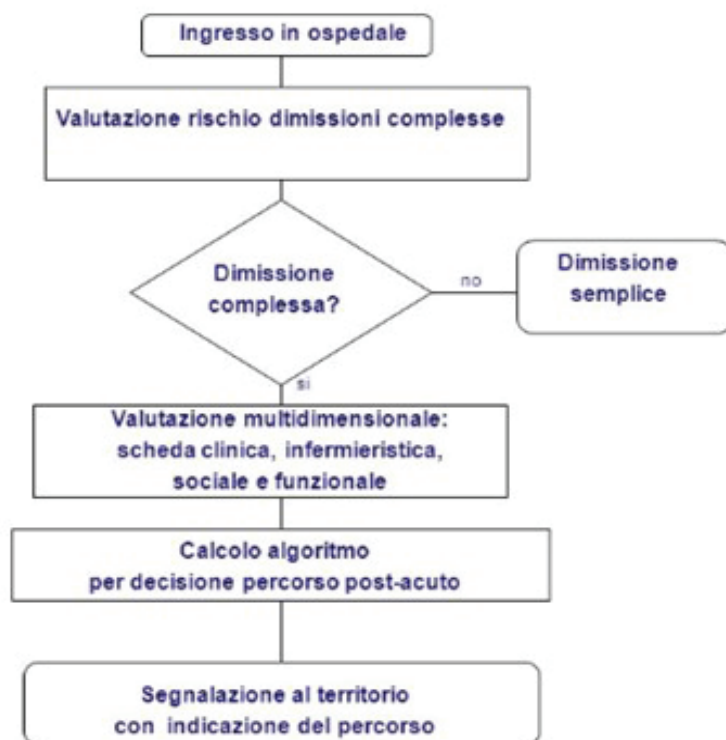 Ingresso in ospedale
Valutazione rischio dimissioni complesse
Dimissione
complessa?
no
Dimissione
semplice
si
Valutazione multidimensionale:
scheda clinica, infermieristica,
sociale e funzionale
Calcolo algoritmo
per decisione percorso post-acuto
Segnalazione al territorio
con indicazione del percorso